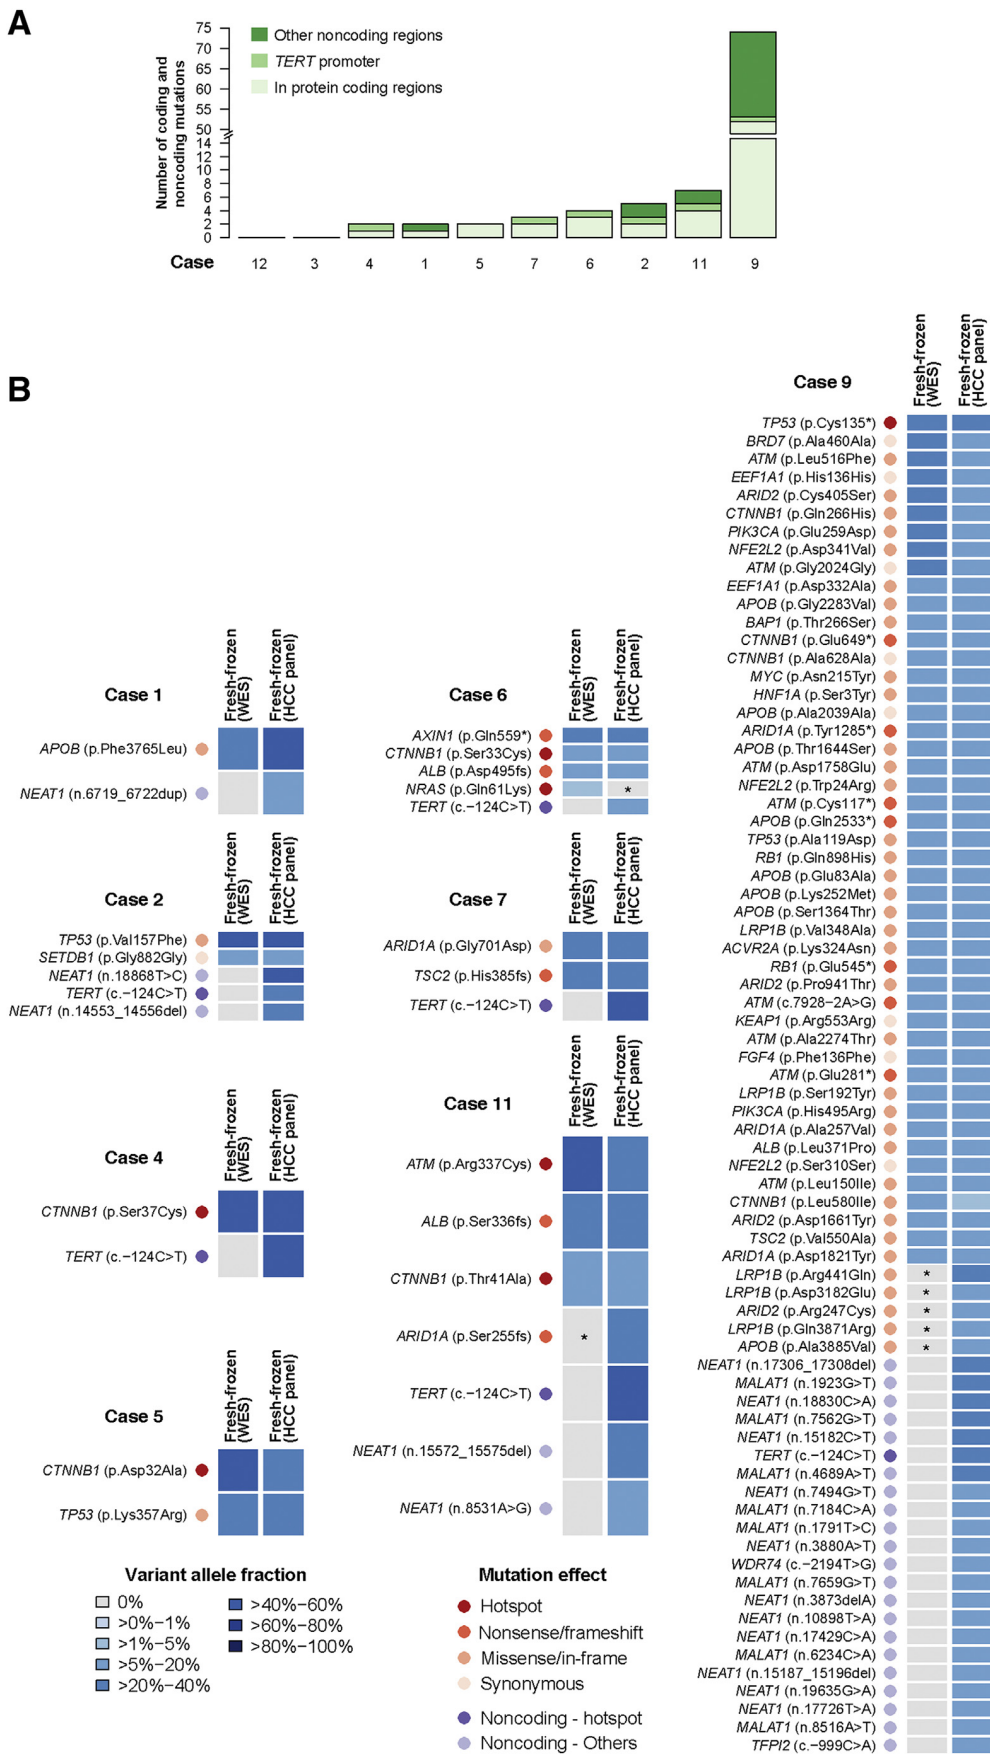 A
Number of coding and
noncoding mutations
75
70
65
60
55
50
14
12
10
8
6
4
2
0
Other noncoding regions
TERT promoter
In protein coding regions
Case
12 3 4 1 5 7 6 2 11 9
B
Case 1
Fresh-frozen
(WES)
Fresh-frozen
(HCC panel)
APOB (p.Phe3765Leu)
NEAT1 (n.6719_6722dup)
Case 2
Fresh-frozen
(WES)
Fresh-frozen
(HCC panel)
TP53 (p.Val157Phe)
SETDB1 (p.Gly882Gly)
NEAT1 (n.18868T>C)
TERT (c.−124C>T)
NEAT1 (n.14553_14556del)
Case 4
Fresh-frozen
(WES)
Fresh-frozen
(HCC panel)
CTNNB1 (p.Ser37Cys)
TERT (c.−124C>T)
Case 5
Fresh-frozen
(WES)
Fresh-frozen
(HCC panel)
CTNNB1 (p.Asp32Ala)
TP53 (p.Lys357Arg)
Case 6
Fresh-frozen
(WES)
Fresh-frozen
(HCC panel)
AXIN1 (p.Gln559*)
CTNNB1 (p.Ser33Cys)
ALB (p.Asp495fs)
NRAS (p.Gln61Lys) *
TERT (c.−124C>T)
Case 7
Fresh-frozen
(WES)
Fresh-frozen
(HCC panel)
ARID1A (p.Gly701Asp)
TSC2 (p.His385fs)
TERT (c.−124C>T)
Case 11
Fresh-frozen
(WES)
Fresh-frozen
(HCC panel)
ATM (p.Arg337Cys)
ALB (p.Ser336fs)
CTNNB1 (p.Thr41Ala)
ARID1A (p.Ser255fs) *
TERT (c.−124C>T)
NEAT1 (n.15572_15575del)
NEAT1 (n.8531A>G)
Case 9
Fresh-frozen
(WES)
Fresh-frozen
(HCC panel)
TP53 (p.Cys135*)
BRD7 (p.Ala460Ala)
ATM (p.Leu516Phe)
EEF1A1 (p.His136His)
ARID2 (p.Cys405Ser)
CTNNB1 (p.Gln266His)
PIK3CA (p.Glu259Asp)
NFE2L2 (p.Asp341Val)
ATM (p.Gly2024Gly)
EEF1A1 (p.Asp332Ala)
APOB (p.Gly2283Val)
BAP1 (p.Thr266Ser)
CTNNB1 (p.Glu649*)
CTNNB1 (p.Ala628Ala)
MYC (p.Asn215Tyr)
HNF1A (p.Ser3Tyr)
APOB (p.Ala2039Ala)
ARID1A (p.Tyr1285*)
APOB (p.Thr1644Ser)
ATM (p.Asp1758Glu)
NFE2L2 (p.Trp24Arg)
ATM (p.Cys117*)
APOB (p.Gln2533*)
TP53 (p.Ala119Asp)
RB1 (p.Gln898His)
APOB (p.Glu83Ala)
APOB (p.Lys252Met)
APOB (p.Ser1364Thr)
LRP1B (p.Val348Ala)
ACVR2A (p.Lys324Asn)
RB1 (p.Glu545*)
ARID2 (p.Pro941Thr)
ATM (c.7928−2A>G)
KEAP1 (p.Arg553Arg)
ATM (p.Ala2274Thr)
FGF4 (p.Phe136Phe)
ATM (p.Glu281*)
LRP1B (p.Ser192Tyr)
PIK3CA (p.His495Arg)
ARID1A (p.Ala257Val)
ALB (p.Leu371Pro)
NFE2L2 (p.Ser310Ser)
ATM (p.Leu150Ile)
CTNNB1 (p.Leu580Ile)
ARID2 (p.Asp1661Tyr)
TSC2 (p.Val550Ala)
ARID1A (p.Asp1821Tyr)
LRP1B (p.Arg441Gln) *
LRP1B (p.Asp3182Glu) *
ARID2 (p.Arg247Cys) *
LRP1B (p.Gln3871Arg) *
APOB (p.Ala3885Val) *
NEAT1 (n.17306_17308del)
MALAT1 (n.1923G>T)
NEAT1 (n.18830C>A)
MALAT1 (n.7562G>T)
NEAT1 (n.15182C>T)
TERT (c.−124C>T)
MALAT1 (n.4689A>T)
NEAT1 (n.7494G>T)
MALAT1 (n.7184C>A)
MALAT1 (n.1791T>C)
NEAT1 (n.3880A>T)
WDR74 (c.−2194T>G)
MALAT1 (n.7659G>T)
NEAT1 (n.3873delA)
NEAT1 (n.10898T>A)
NEAT1 (n.17429C>A)
MALAT1 (n.6234C>A)
NEAT1 (n.15187_15196del)
NEAT1 (n.19635G>A)
NEAT1 (n.17726T>A)
MALAT1 (n.8516A>T)
TFPI2 (c.−999C>A)
Variant allele fraction
0%
>0%−1%
>1%−5%
>5%−20%
>20%−40%
>40%−60%
>60%−80%
>80%−100%
Mutation effect
Hotspot
Nonsense/frameshift
Missense/in-frame
Synonymous
Noncoding - hotspot
Noncoding - Others